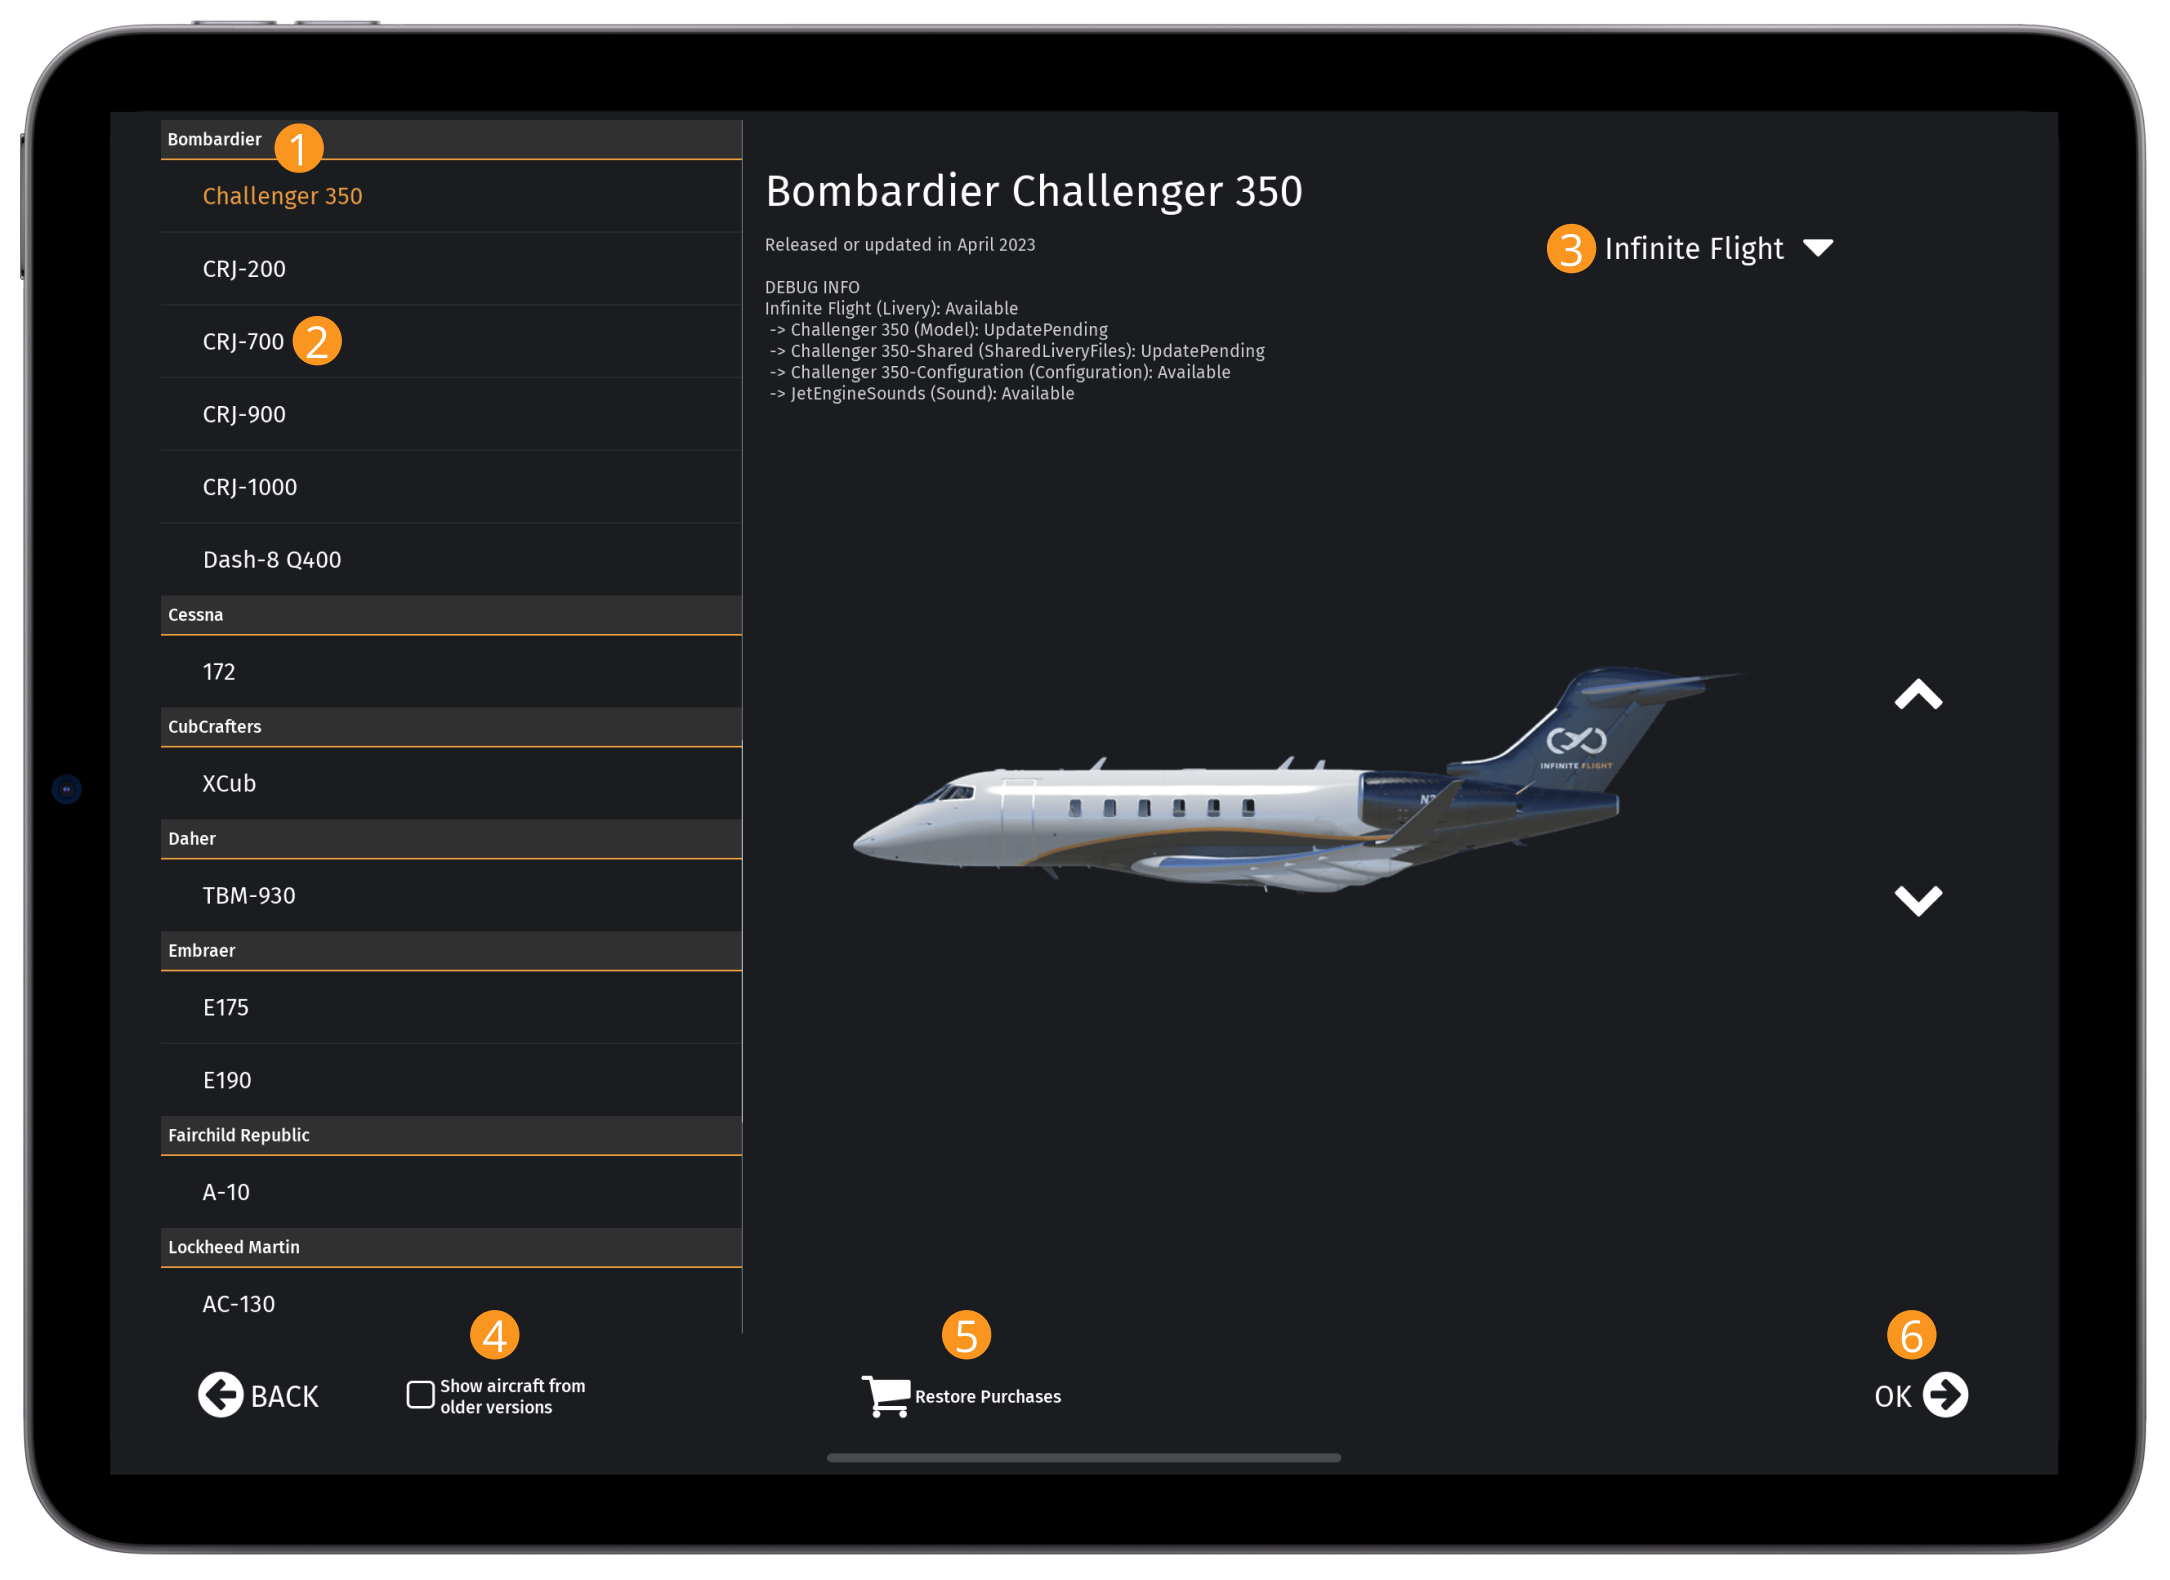 Bombardier 1
Challenger 350
CRJ-200
CRJ-700 2
CRJ-900
CRJ-1000
Dash-8 Q400
Cessna
172
CubCrafters
XCub
Daher
TBM-930
Embraer
E175
E190
Fairchild Republic
A-10
Lockheed Martin
AC-130
Bombardier Challenger 350
Released or updated in April 2023
3 Infinite Flight
DEBUG INFO
Infinite Flight (Livery): Available
-> Challenger 350 (Model): UpdatePending
-> Challenger 350-Shared (SharedLiveryFiles): UpdatePending
-> Challenger 350-Configuration (Configuration): Available
-> JetEngineSounds (Sound): Available
INFINITE FLIGHT
4
5
6
BACK
Show aircraft from
older versions
Restore Purchases
OK